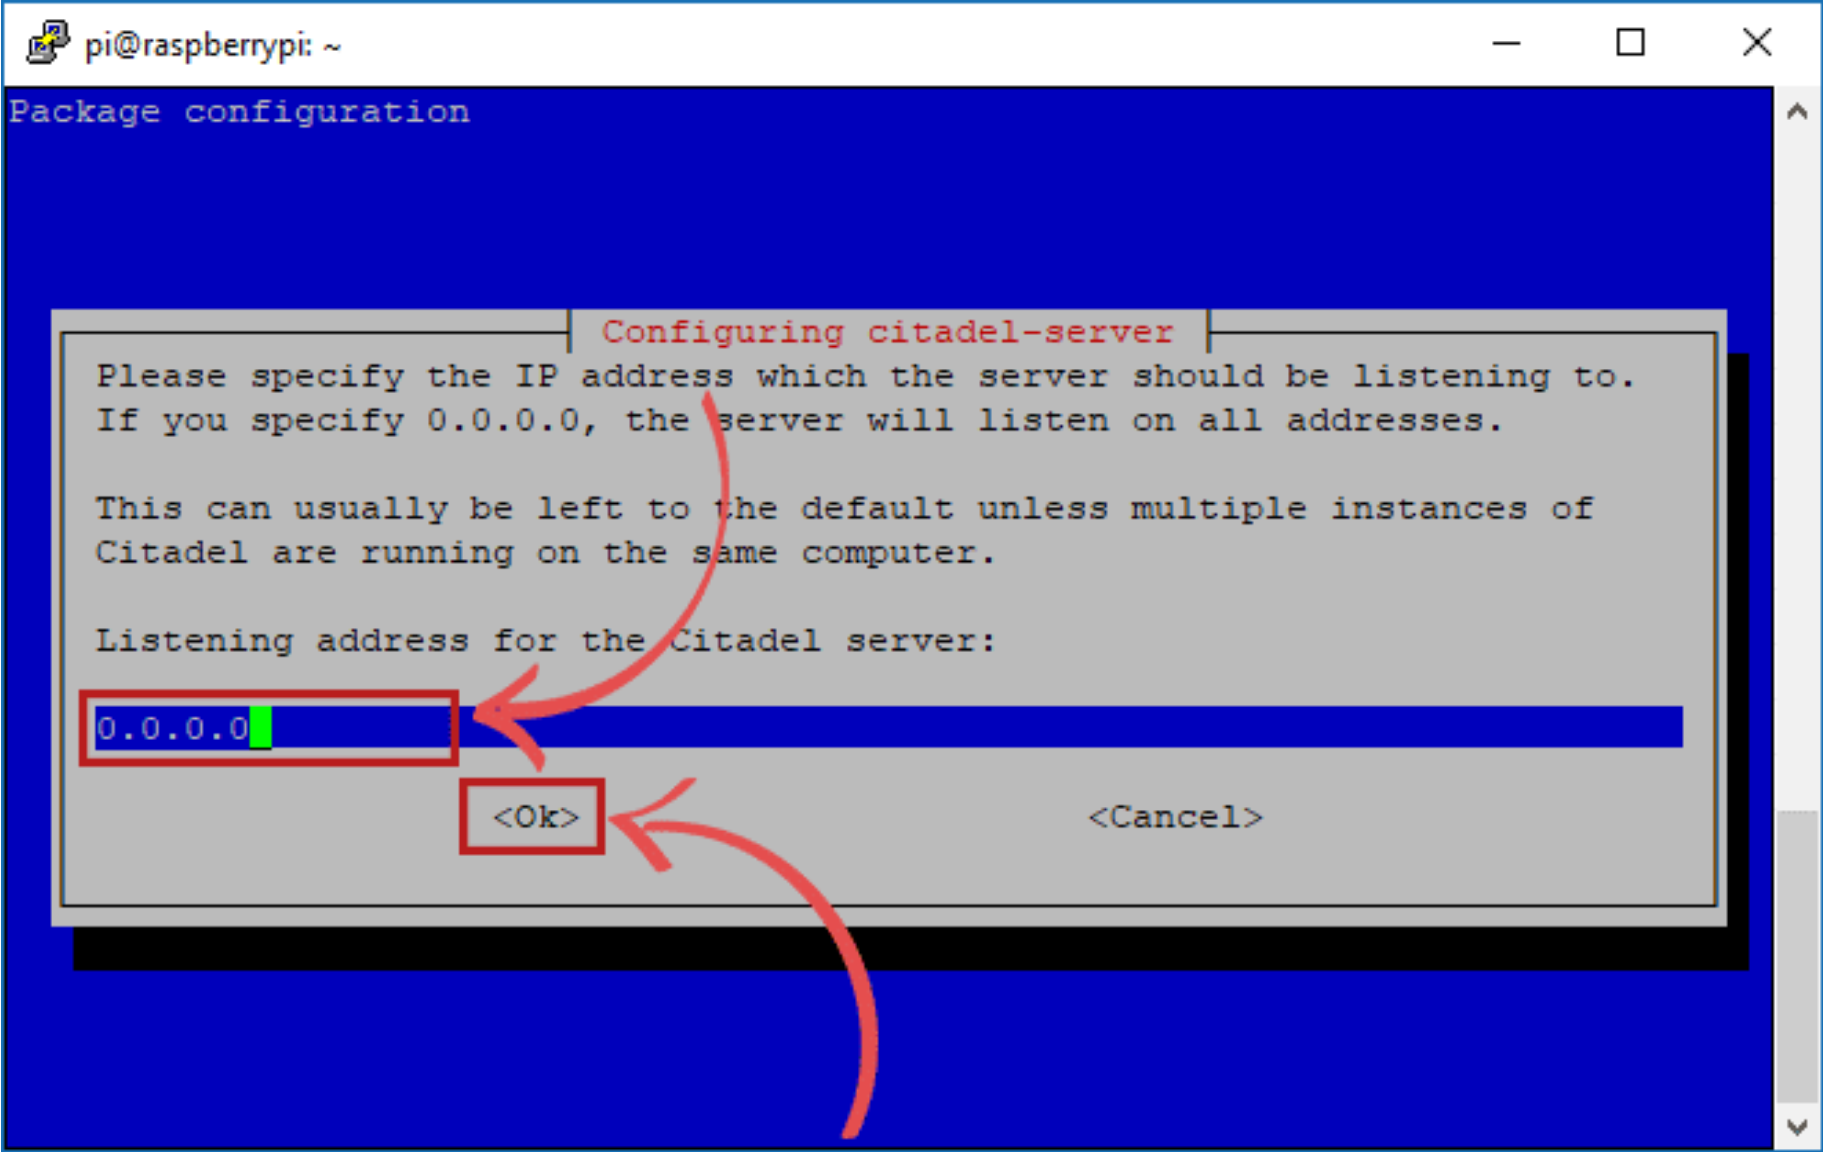 pi@raspberrypi: ~
Package configuration
Configuring citadel-server
Please specify the IP address which the server should be listening to.
If you specify 0.0.0.0, the server will listen on all addresses.
This can usually be left to the default unless multiple instances of
Citadel are running on the same computer.
Listening address for the Citadel server:
0.0.0.0
<Ok> <Cancel>